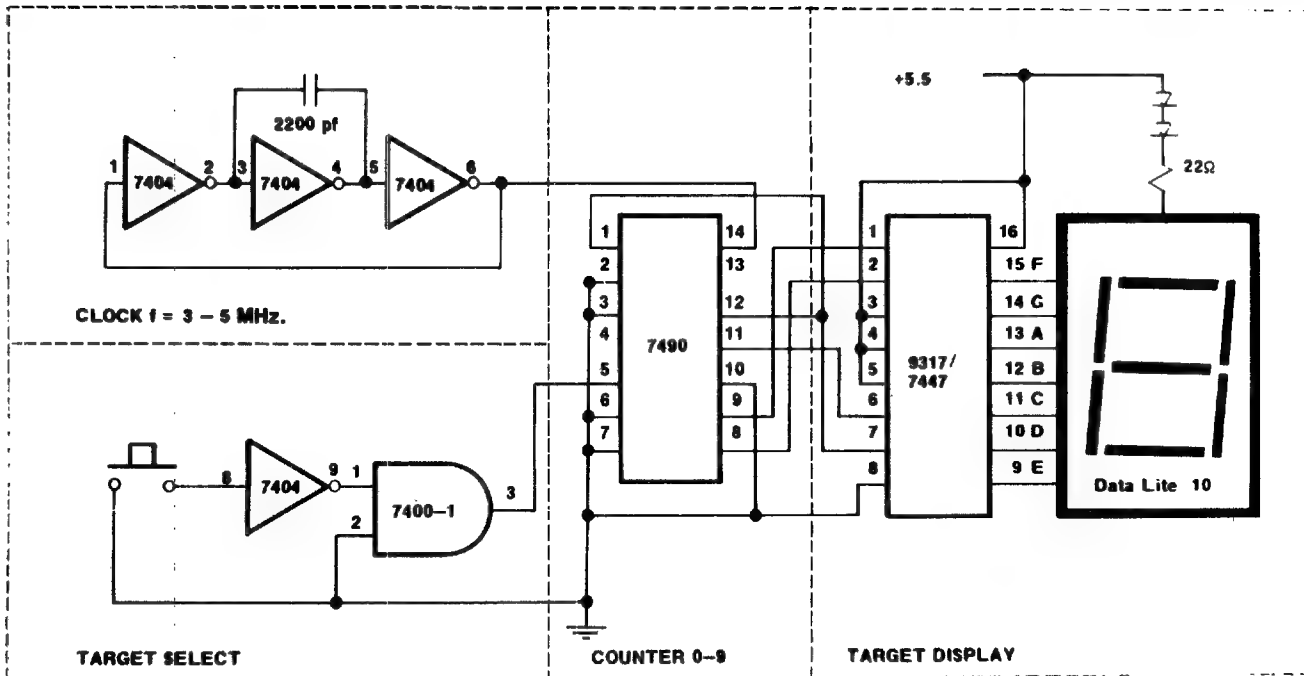 +5.5
2200 pf
22Ω
1 7404 2 3 7404 4 5 7404 6
CLOCK f = 3 – 5 MHz.
1 14
2 13
3 12
4 11
5 10
6 9
7 8
7490
1 16
2 15 F
3 14 G
4 13 A
5 12 B
6 11 C
7 10 D
8 9 E
9317/
7447
Data Lite 10
8 7404 9 1
2
7400–1
3
TARGET SELECT
COUNTER 0–9
TARGET DISPLAY